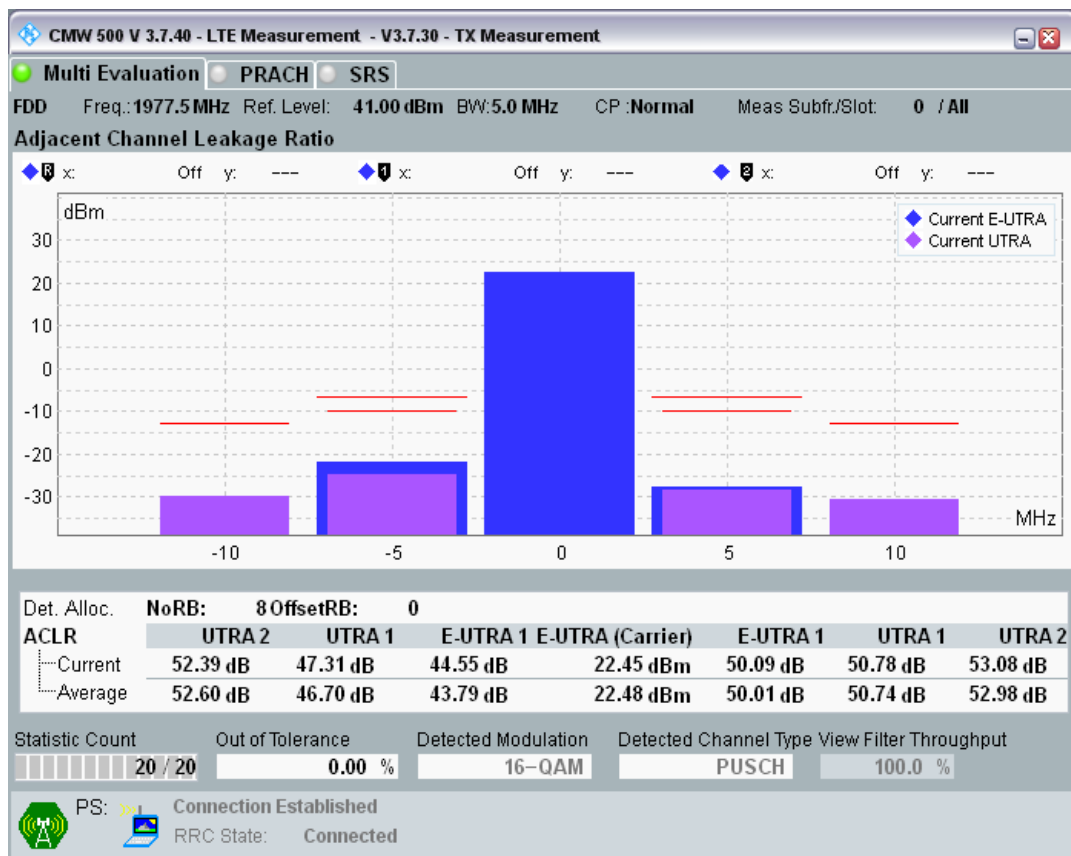 CMW 500 V 3.7.40 - LTE Measurement - V3.7.30 - TX Measurement
Multi Evaluation PRACH SRS
FDD Freq.:1977.5 MHz Ref. Level: 41.00 dBm BW:5.0 MHz CP :Normal Meas Subfr./Slot: 0 / All
Adjacent Channel Leakage Ratio
R x: Off y: --- 1 x: Off y: --- 2 x: Off y: ---
dBm
Current E-UTRA
Current UTRA
30
20
10
0
-10
-20
-30
MHz
-10 -5 0 5 10
Det. Alloc. NoRB: 8 OffsetRB: 0
ACLR UTRA 2 UTRA 1 E-UTRA 1 E-UTRA (Carrier) E-UTRA 1 UTRA 1 UTRA 2
Current 52.39 dB 47.31 dB 44.55 dB 22.45 dBm 50.09 dB 50.78 dB 53.08 dB
Average 52.60 dB 46.70 dB 43.79 dB 22.48 dBm 50.01 dB 50.74 dB 52.98 dB
Statistic Count Out of Tolerance Detected Modulation Detected Channel Type View Filter Throughput
20 / 20 0.00 % 16-QAM PUSCH 100.0 %
PS: Connection Established
RRC State: Connected